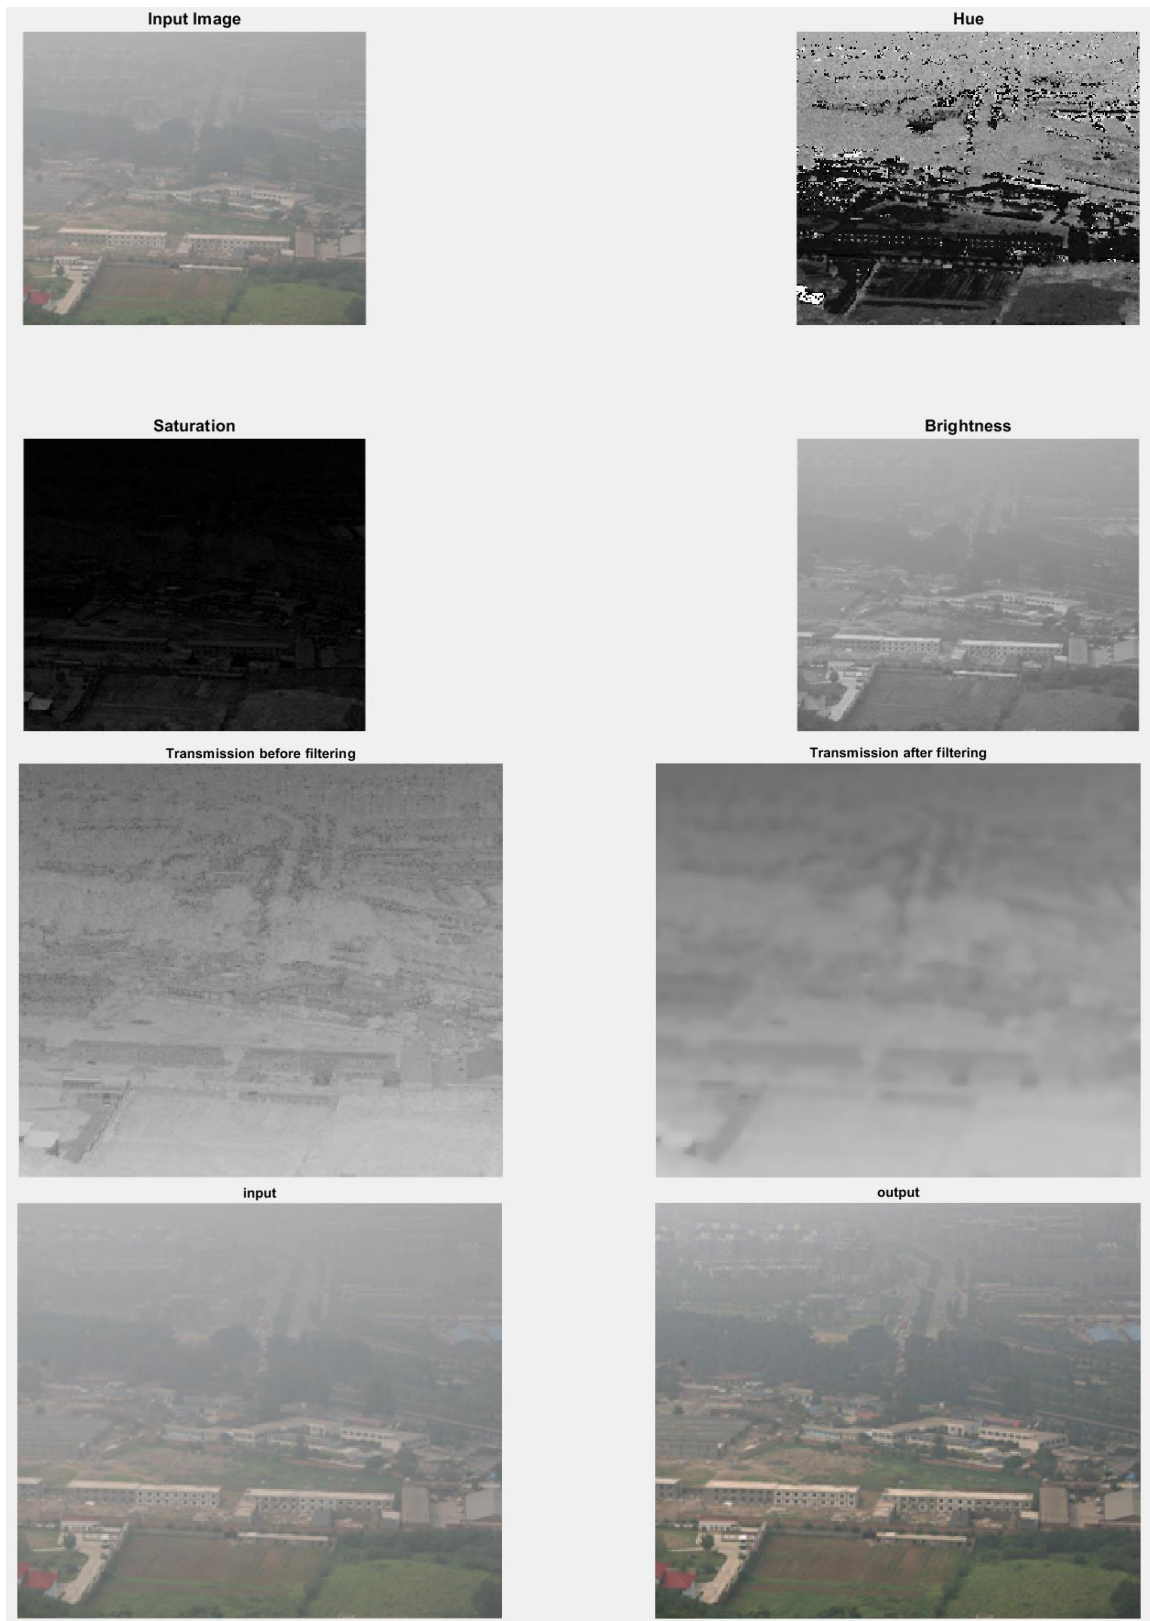 Input Image
Hue
Saturation
Brightness
Transmission before filtering
Transmission after filtering
input
output